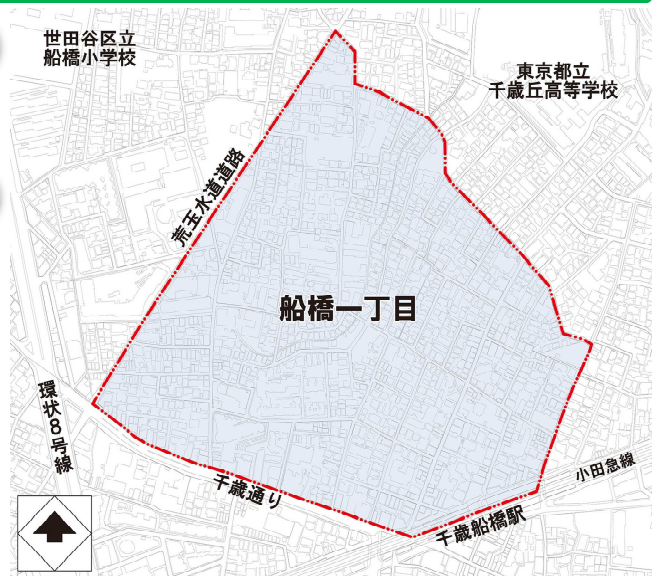 世田谷区立
船橋小学校
東京都立
千歳丘高等学校
荒玉水道道路
船橋一丁目
環状8号線
千歳通り
千歳船橋駅
小田急線